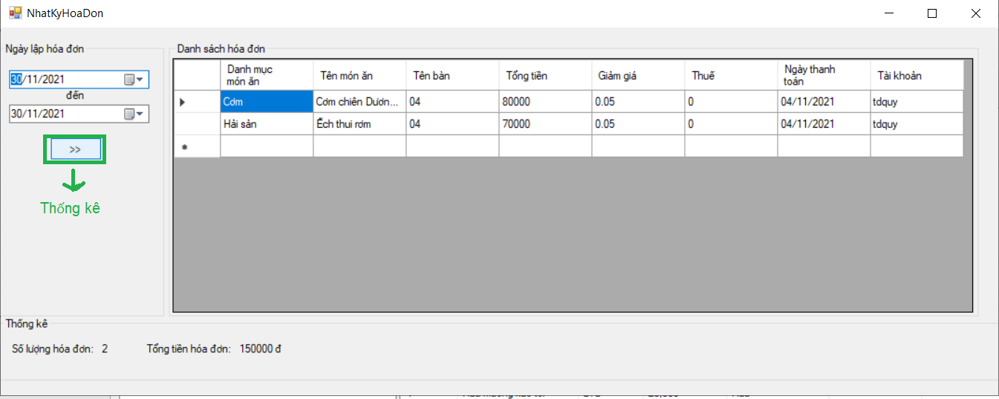 NhatKyHoaDon
Ngày lập hóa đơn
30/11/2021
đến
30/11/2021
>>
Thống kê
Danh sách hóa đơn
Danh mục món ăn Tên món ăn Tên bàn Tổng tiền Giảm giá Thuế Ngày thanh toán Tài khoản
Cơm Cơm chiên Dươn... 04 80000 0.05 0 04/11/2021 tdquy
Hải sản Ếch thui rơm 04 70000 0.05 0 04/11/2021 tdquy
Thống kê
Số lượng hóa đơn: 2 Tổng tiền hóa đơn: 150000 đ